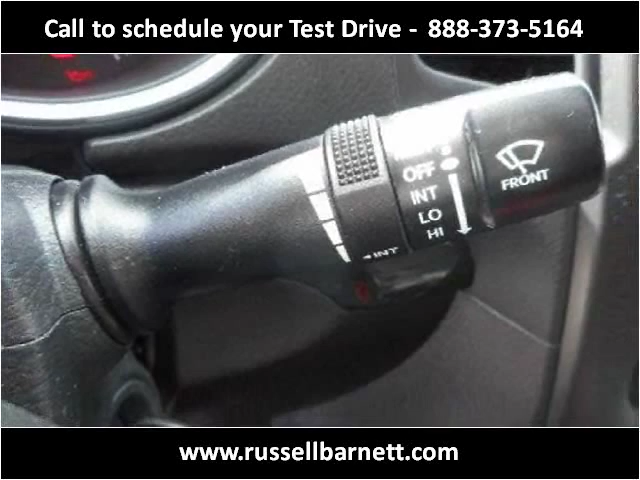 Call to schedule your Test Drive - 888-373-5164
OFF
INT
LO
HI
INT
FRONT
www.russellbarnett.com